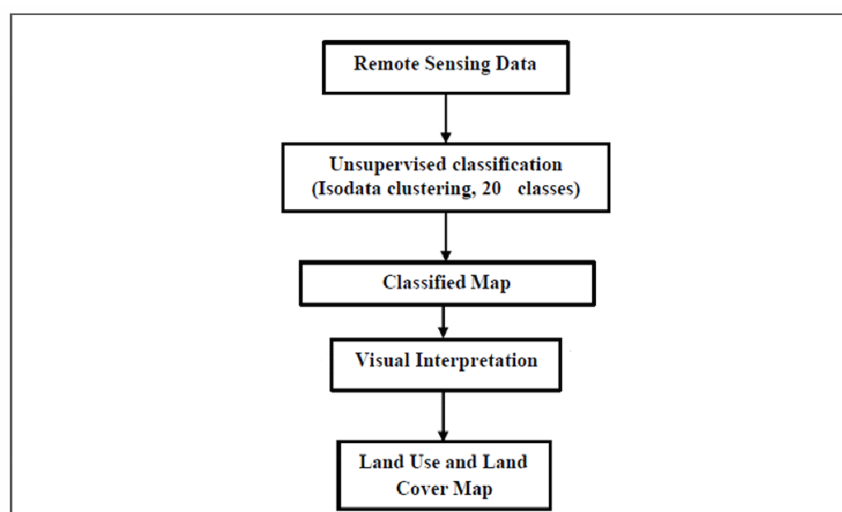 Remote Sensing Data
Unsupervised classification
(Isodata clustering, 20 classes)
Classified Map
Visual Interpretation
Land Use and Land
Cover Map